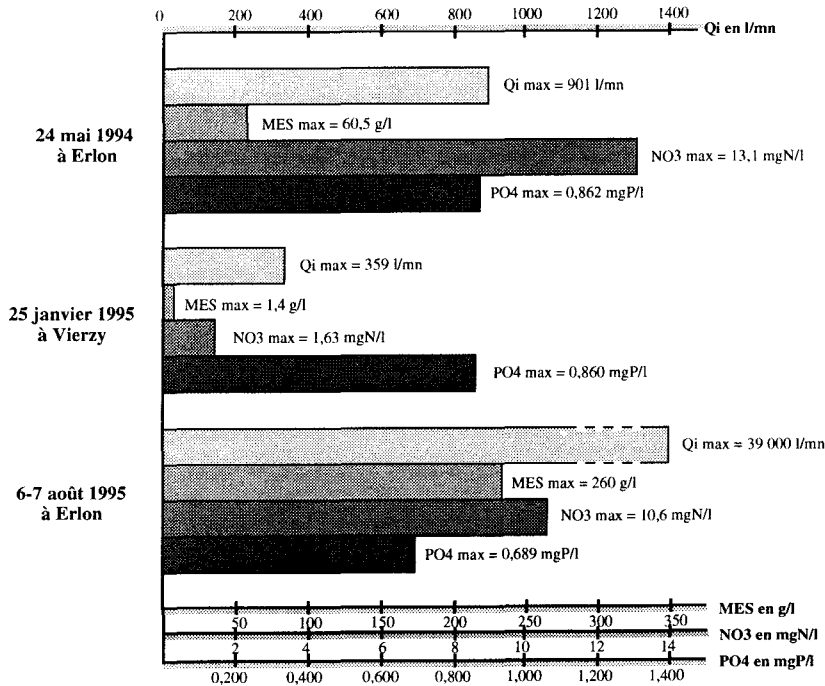 0 200 400 600 800 1000 1200 1400
Qi en l/mn
24 mai 1994
à Erlon
Qi max = 901 l/mn
MES max = 60,5 g/l
NO3 max = 13,1 mgN/l
PO4 max = 0,862 mgP/l
25 janvier 1995
à Vierzy
Qi max = 359 l/mn
MES max = 1,4 g/l
NO3 max = 1,63 mgN/l
PO4 max = 0,860 mgP/l
6-7 août 1995
à Erlon
Qi max = 39 000 l/mn
MES max = 260 g/l
NO3 max = 10,6 mgN/l
PO4 max = 0,689 mgP/l
50 100 150 200 250 300 350
MES en g/l
2 4 6 8 10 12 14
NO3 en mgN/l
0,200 0,400 0,600 0,800 1,000 1,200 1,400
PO4 en mgP/l